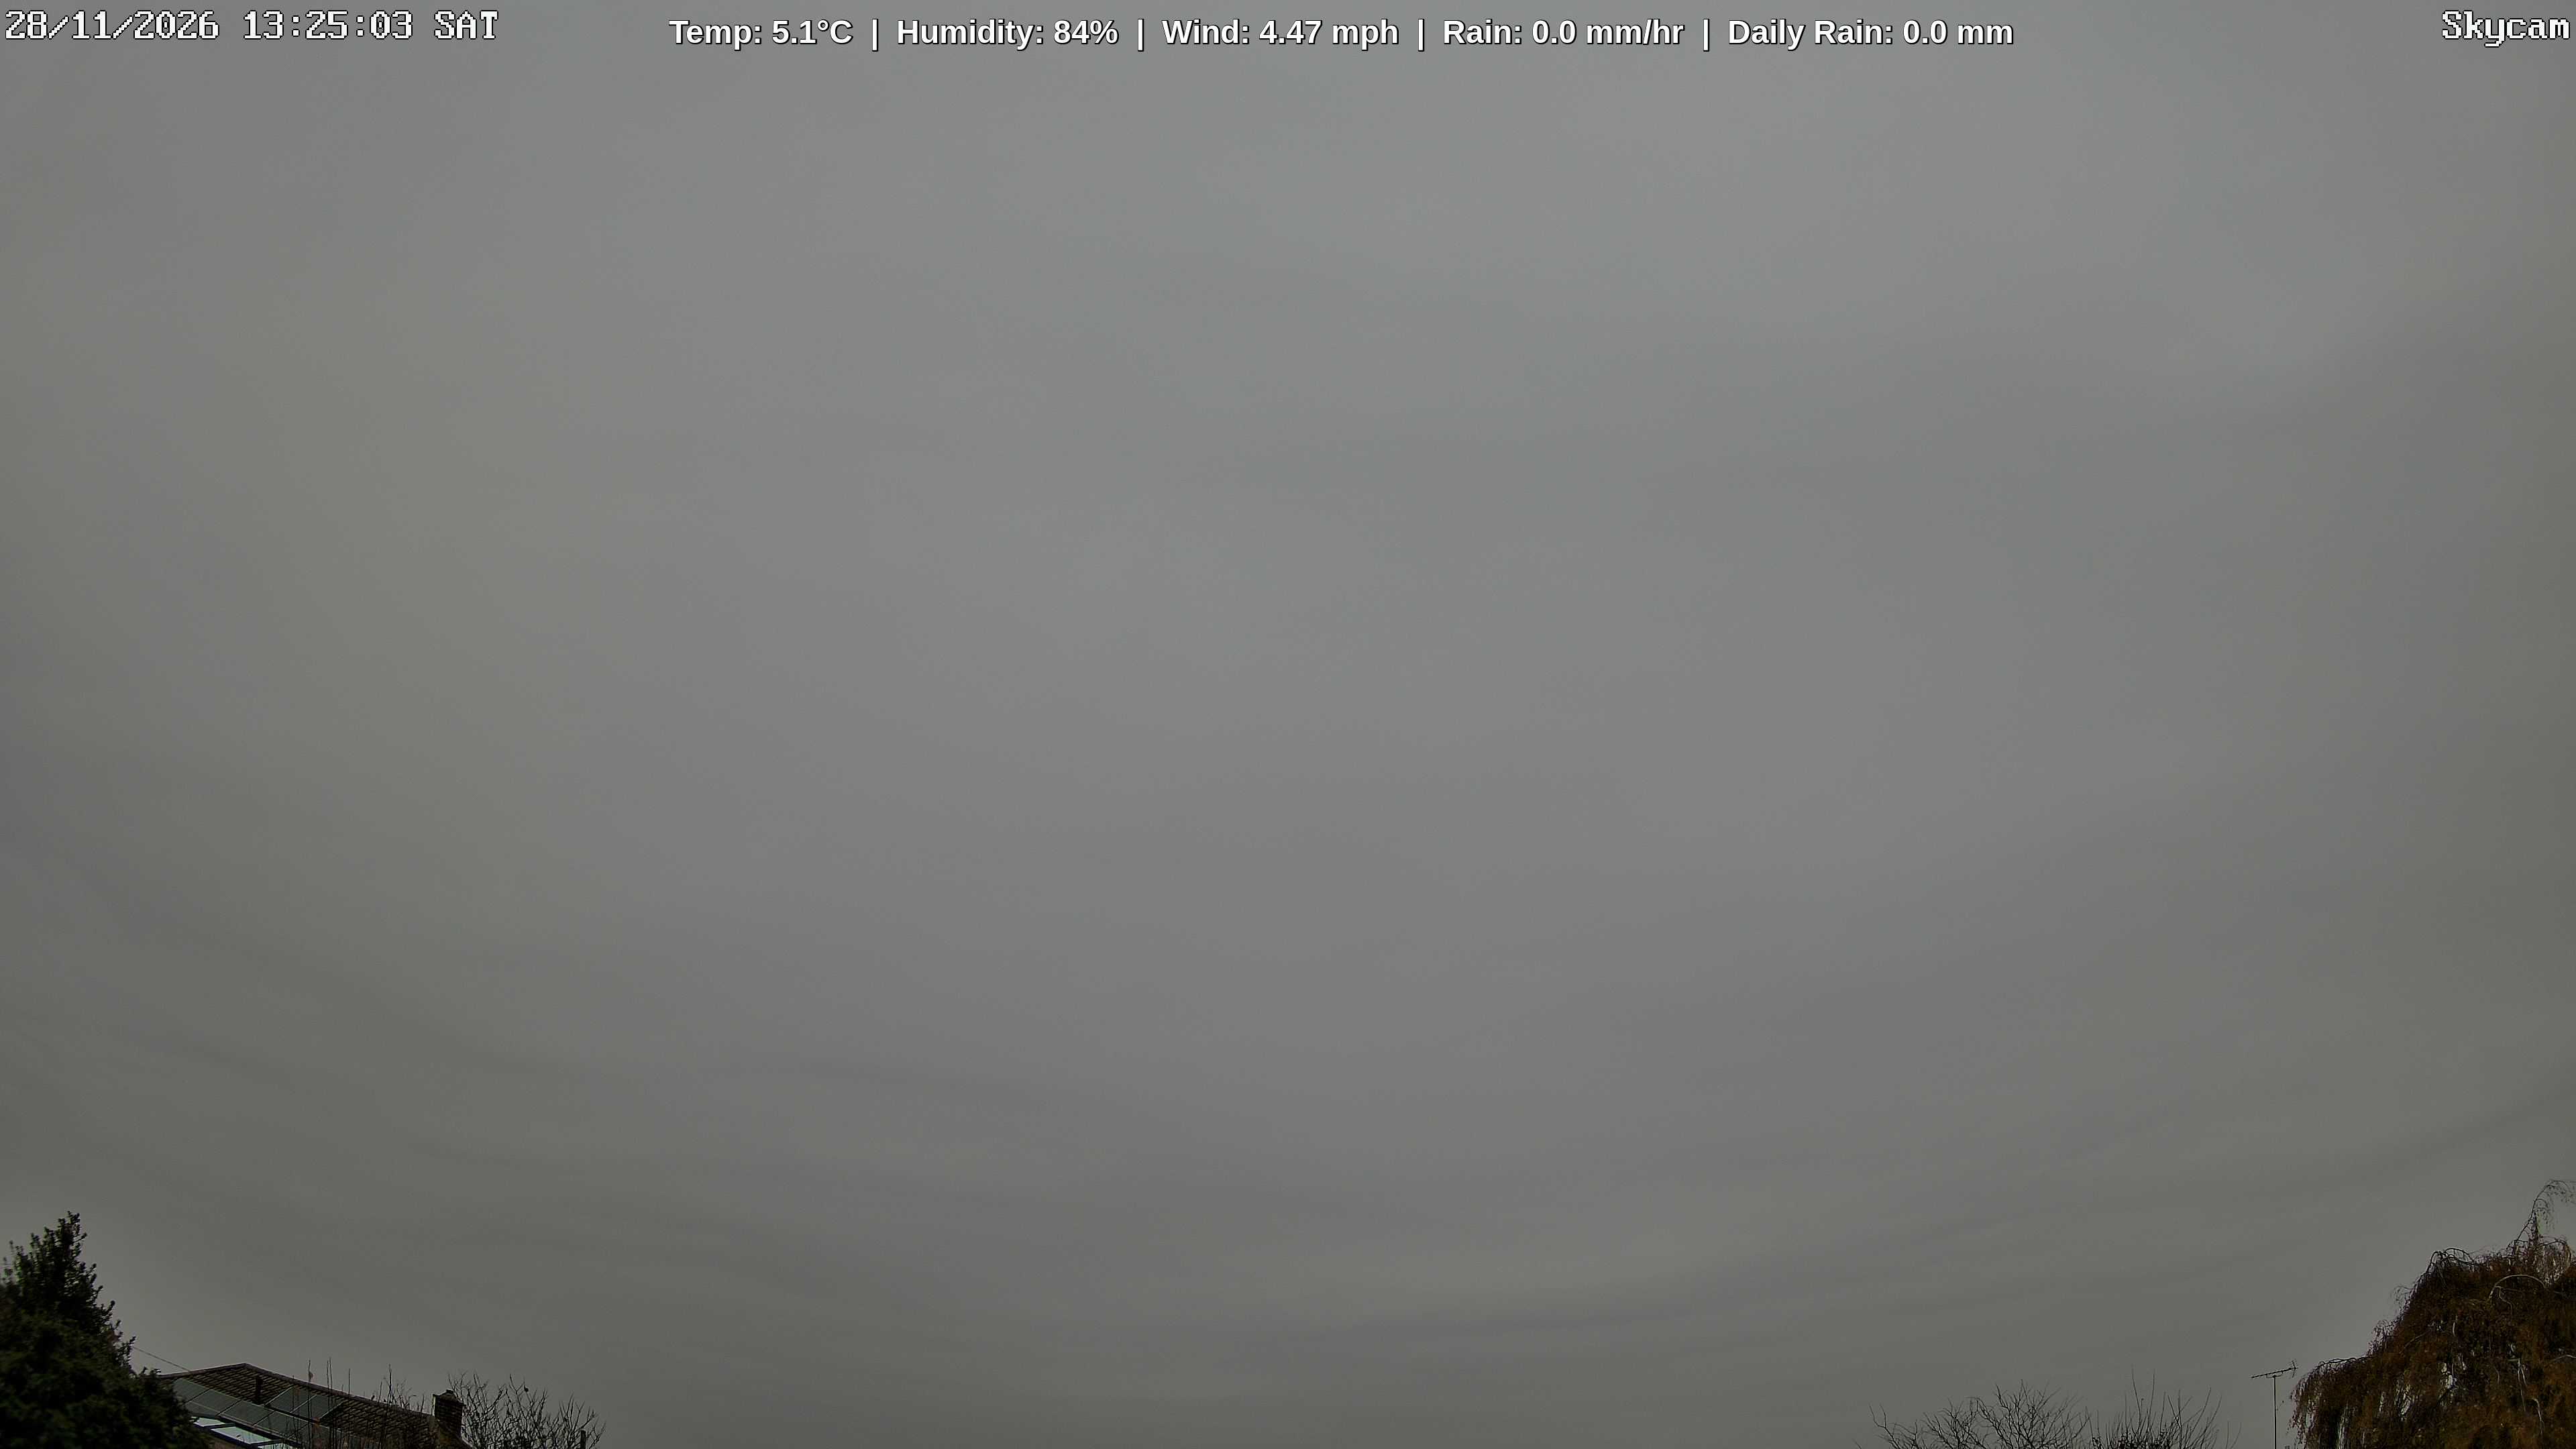 28/11/2026 13:25:03 SAT
Temp: 5.1°C | Humidity: 84% | Wind: 4.47 mph | Rain: 0.0 mm/hr | Daily Rain: 0.0 mm
Skycam